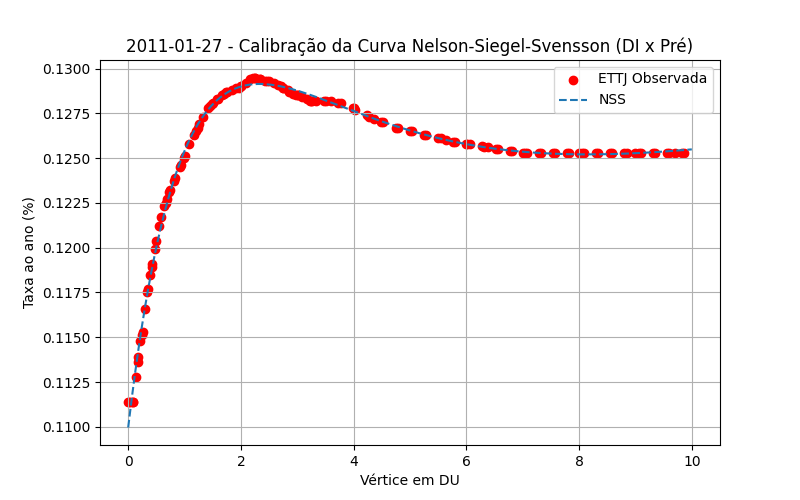 2011-01-27 - Calibração da Curva Nelson-Siegel-Svensson (DI x Pré)
ETTJ Observada
NSS
Taxa ao ano (%)
0.1300
0.1275
0.1250
0.1225
0.1200
0.1175
0.1150
0.1125
0.1100
0 2 4 6 8 10
Vértice em DU